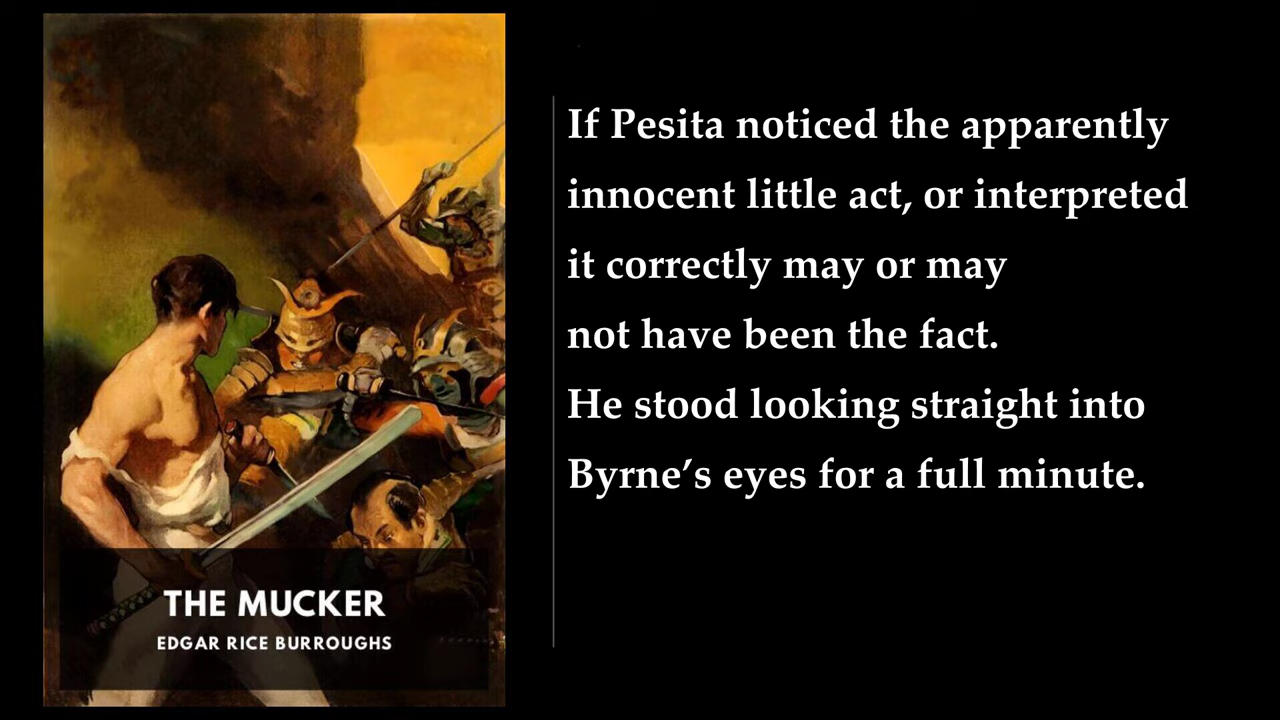 If Pesita noticed the apparently
innocent little act, or interpreted
it correctly may or may
not have been the fact.
He stood looking straight into
Byrne’s eyes for a full minute.
THE MUCKER
EDGAR RICE BURROUGHS